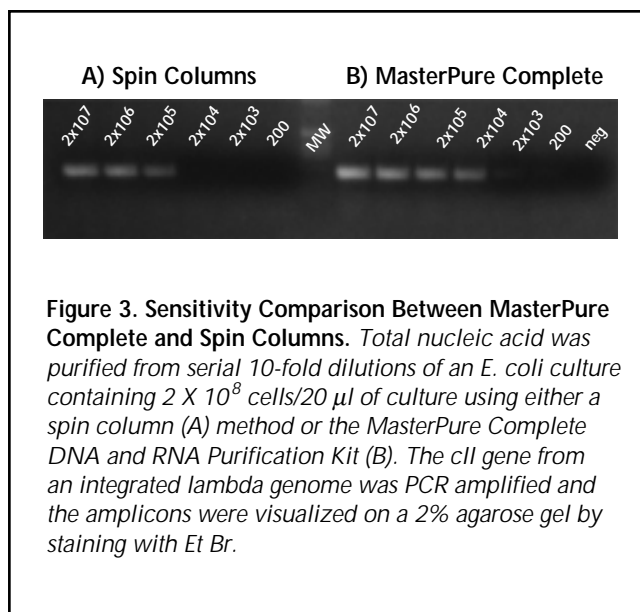 A) Spin Columns
B) MasterPure Complete
2x107 2x106 2x105 2x104 2x103 200 MW 2x107 2x106 2x105 2x104 2x103 200 neg
Figure 3. Sensitivity Comparison Between MasterPure
Complete and Spin Columns. Total nucleic acid was
purified from serial 10-fold dilutions of an E. coli culture
containing 2 X 10⁸ cells/20 µl of culture using either a
spin column (A) method or the MasterPure Complete
DNA and RNA Purification Kit (B). The cII gene from
an integrated lambda genome was PCR amplified and
the amplicons were visualized on a 2% agarose gel by
staining with Et Br.